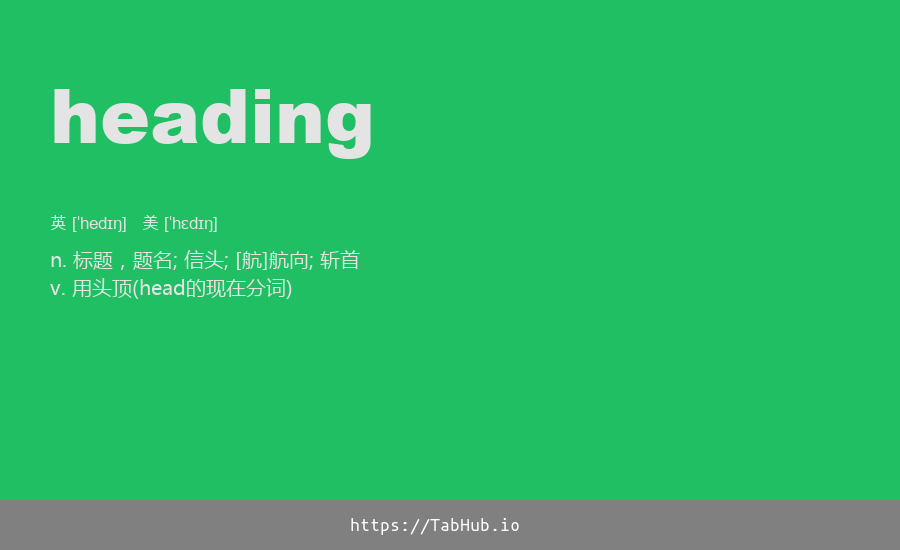 heading
英 [ˈhedɪŋ] 美 [ˈhɛdɪŋ]
n. 标题，题名; 信头; [航]航向; 斩首
v. 用头顶(head的现在分词)
https://TabHub.io